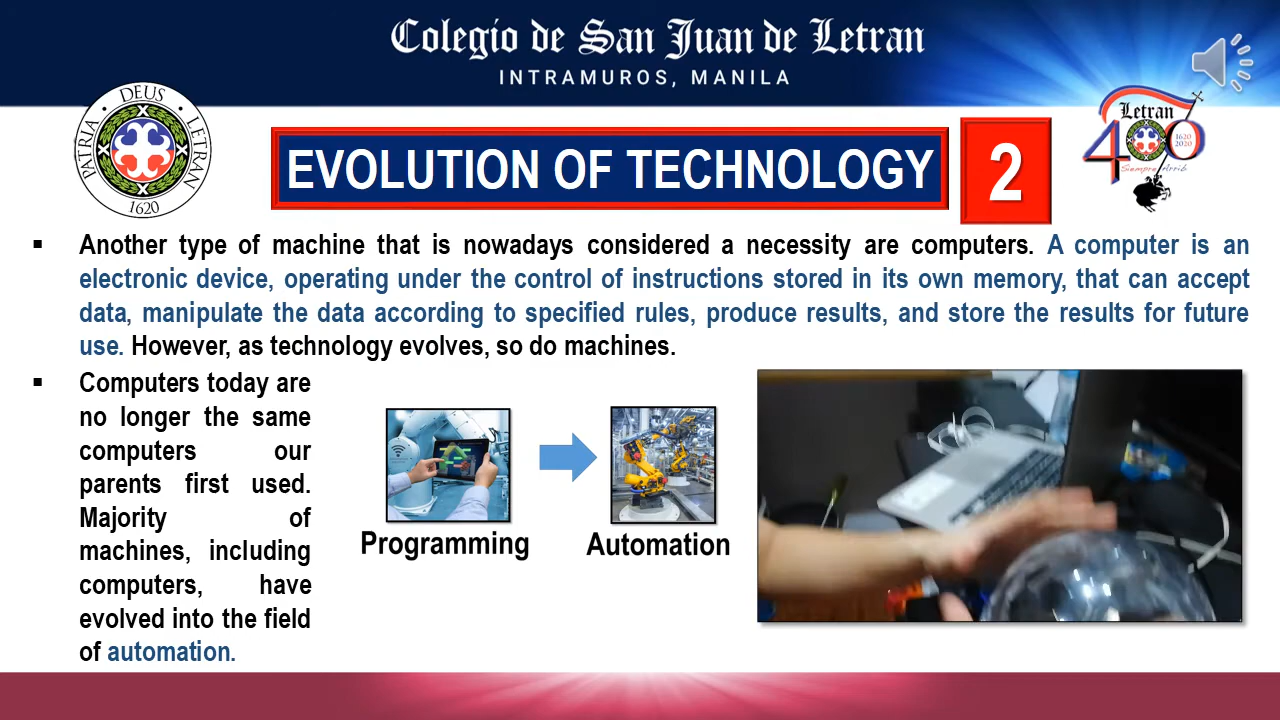 Colegio de San Juan de Letran
INTRAMUROS, MANILA
DEUS
PATRIA
LETRAN
1620
Letran
400
1620
2020
Siempre Arriba
EVOLUTION OF TECHNOLOGY
2
▪ Another type of machine that is nowadays considered a necessity are computers. A computer is an
electronic device, operating under the control of instructions stored in its own memory, that can accept
data, manipulate the data according to specified rules, produce results, and store the results for future
use. However, as technology evolves, so do machines.
▪ Computers today are
no longer the same
computers our
parents first used.
Majority of
machines, including
computers, have
evolved into the field
of automation.
Programming
Automation